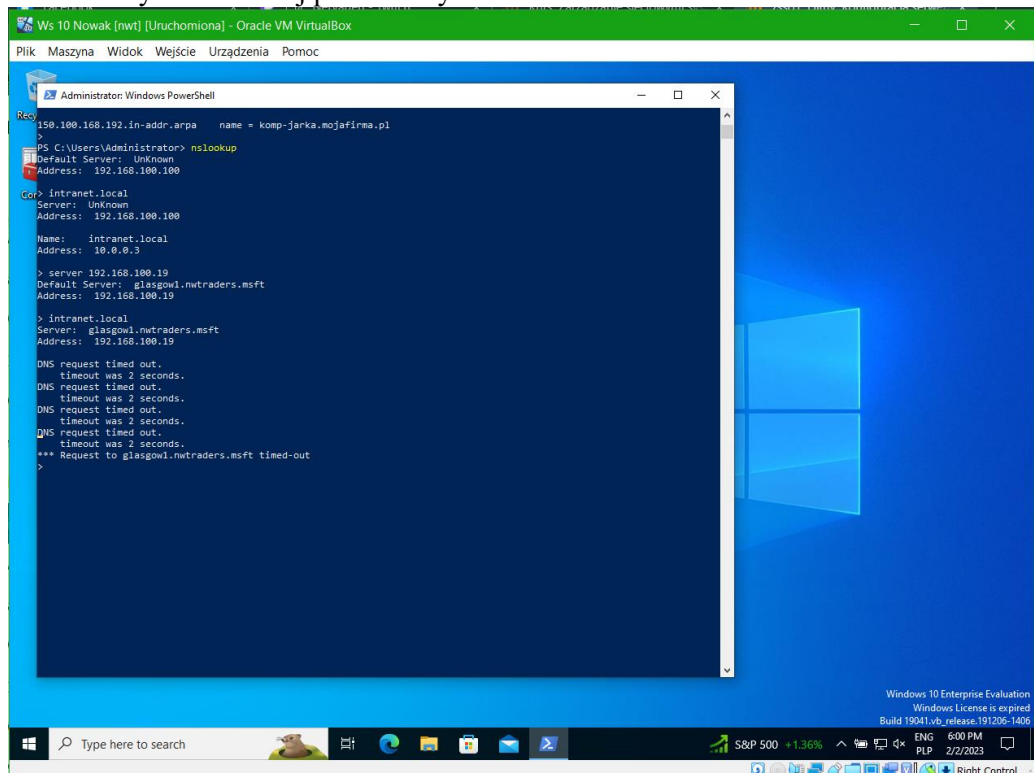 Ws 10 Nowak [nwt] [Uruchomiona] - Oracle VM VirtualBox
Plik Maszyna Widok Wejście Urządzenia Pomoc
Administrator: Windows PowerShell
150.100.168.192.in-addr.arpa    name = komp-jarka.mojafirma.pl
>
PS C:\Users\Administrator> nslookup
Default Server:  UnKnown
Address:  192.168.100.100
> intranet.local
Server:  UnKnown
Address:  192.168.100.100
Name:    intranet.local
Address:  10.0.0.3
> server 192.168.100.19
Default Server:  glasgow1.nwtraders.msft
Address:  192.168.100.19
> intranet.local
Server:  glasgow1.nwtraders.msft
Address:  192.168.100.19
DNS request timed out.
    timeout was 2 seconds.
DNS request timed out.
    timeout was 2 seconds.
DNS request timed out.
    timeout was 2 seconds.
DNS request timed out.
    timeout was 2 seconds.
*** Request to glasgow1.nwtraders.msft timed-out
>
Windows 10 Enterprise Evaluation
Windows License is expired
Build 19041.vb_release.191206-1406
Type here to search
S&P 500 +1.36%
ENG
PLP
6:00 PM
2/2/2023
Right Control